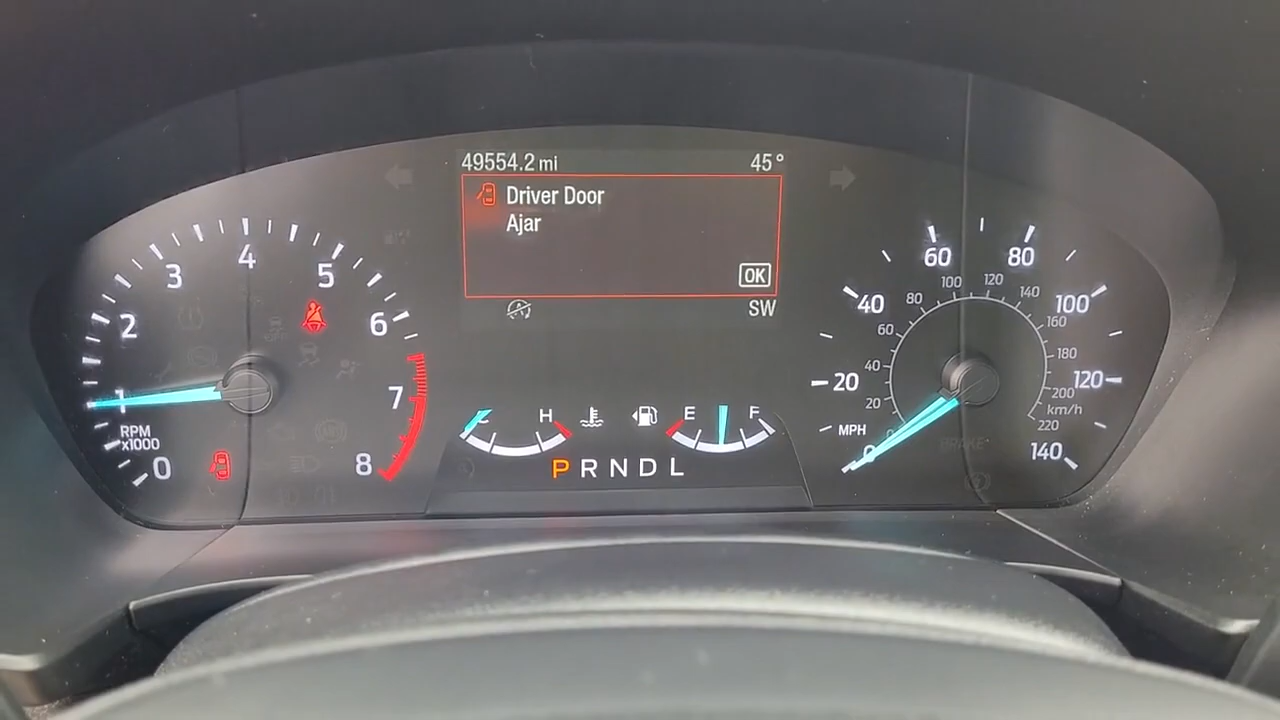 49554.2 mi 45°
Driver Door
Ajar
OK
SW
0 1 2 3 4 5 6 7 8
RPM
x1000
C H E F
P R N D L
0 20 40 60 80 100 120 140
MPH
20 40 60 80 100 120 140 160 180 200 220
km/h
BRAKE